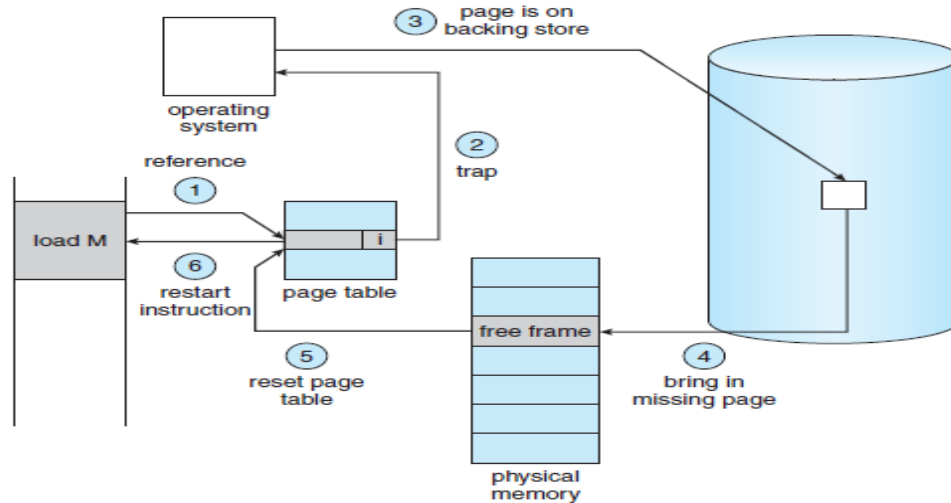 3
page is on
backing store
operating
system
reference
1
2
trap
load M
i
6
restart
instruction
page table
free frame
5
reset page
table
4
bring in
missing page
physical
memory